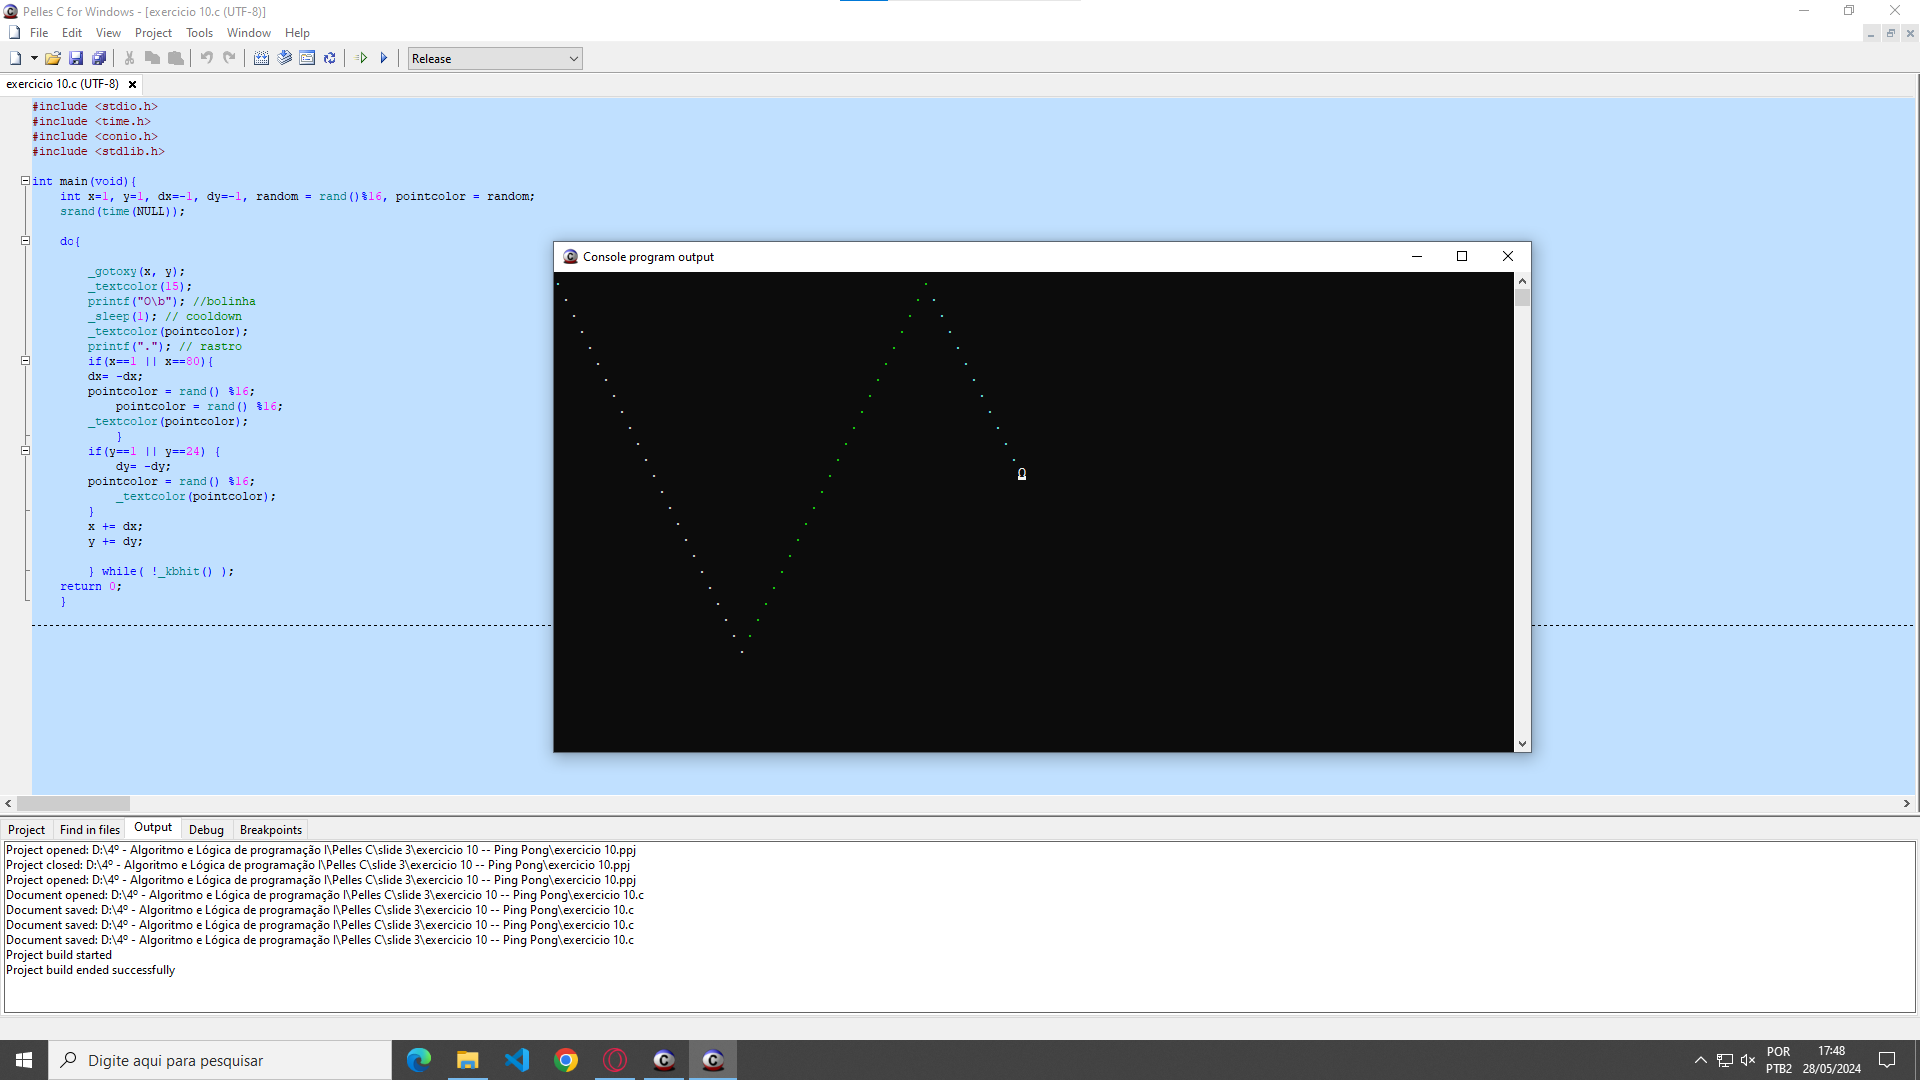 Pelles C for Windows - [exercicio 10.c (UTF-8)]
File Edit View Project Tools Window Help
Release
exercicio 10.c (UTF-8)
#include <stdio.h>
#include <time.h>
#include <conio.h>
#include <stdlib.h>
int main(void){
int x=1, y=1, dx=-1, dy=-1, random = rand()%16, pointcolor = random;
srand(time(NULL));
do{
_gotoxy(x, y);
_textcolor(15);
printf("O\b"); //bolinha
_sleep(1); // cooldown
_textcolor(pointcolor);
printf("."); // rastro
if(x==1 || x==80){
dx= -dx;
pointcolor = rand() %16;
pointcolor = rand() %16;
_textcolor(pointcolor);
}
if(y==1 || y==24) {
dy= -dy;
pointcolor = rand() %16;
_textcolor(pointcolor);
}
x += dx;
y += dy;
} while( !_kbhit() );
return 0;
}
Console program output
O
Project Find in files Output Debug Breakpoints
Project opened: D:\4º - Algoritmo e Lógica de programação I\Pelles C\slide 3\exercicio 10 -- Ping Pong\exercicio 10.ppj
Project closed: D:\4º - Algoritmo e Lógica de programação I\Pelles C\slide 3\exercicio 10 -- Ping Pong\exercicio 10.ppj
Project opened: D:\4º - Algoritmo e Lógica de programação I\Pelles C\slide 3\exercicio 10 -- Ping Pong\exercicio 10.ppj
Document opened: D:\4º - Algoritmo e Lógica de programação I\Pelles C\slide 3\exercicio 10 -- Ping Pong\exercicio 10.c
Document saved: D:\4º - Algoritmo e Lógica de programação I\Pelles C\slide 3\exercicio 10 -- Ping Pong\exercicio 10.c
Document saved: D:\4º - Algoritmo e Lógica de programação I\Pelles C\slide 3\exercicio 10 -- Ping Pong\exercicio 10.c
Document saved: D:\4º - Algoritmo e Lógica de programação I\Pelles C\slide 3\exercicio 10 -- Ping Pong\exercicio 10.c
Project build started
Project build ended successfully
Digite aqui para pesquisar
POR
PTB2
17:48
28/05/2024